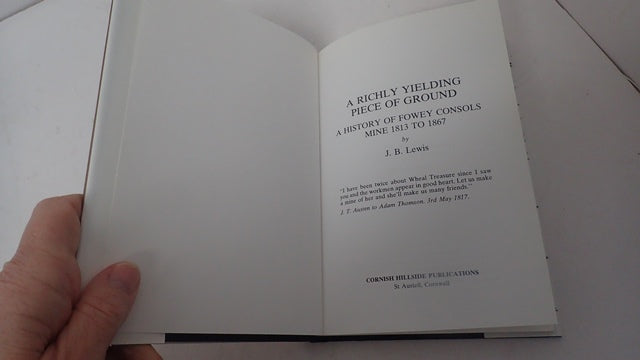 A RICHLY YIELDING
PIECE OF GROUND
A HISTORY OF FOWEY CONSOLS
MINE 1813 TO 1867
by
J. B. Lewis
"I have been twice about Wheal Treasure since I saw
you and the workmen appear in good heart. Let us make
a mine of her and she'll make us many friends."
J. T. Austen to Adam Thomson. 3rd May 1817.
CORNISH HILLSIDE PUBLICATIONS
St Austell, Cornwall